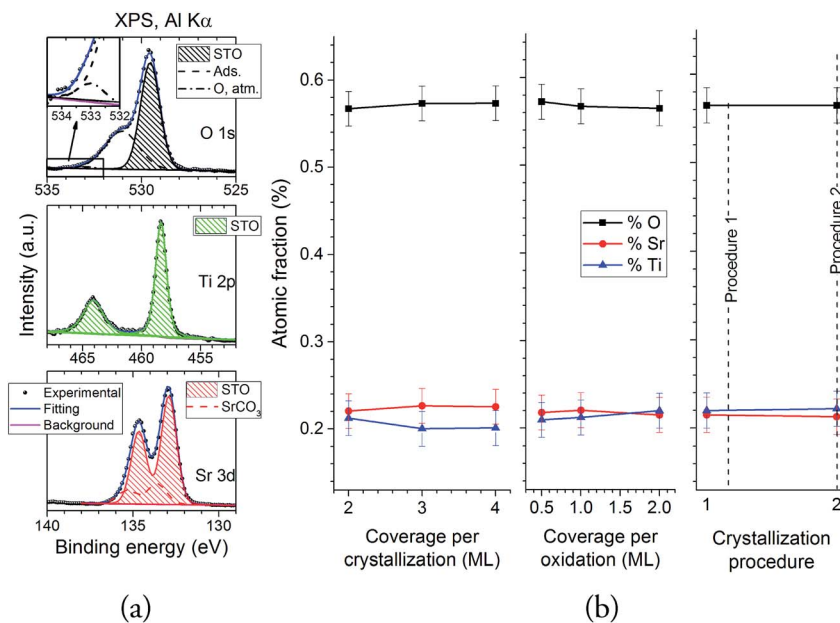 XPS, Al Kα
STO
Ads.
O, atm.
534 533 532
O 1s
535 530 525
STO
Ti 2p
465 460 455
Experimental
Fitting
Background
STO
SrCO3
Sr 3d
140 135 130
Intensity (a.u.)
Binding energy (eV)
(a)
Atomic fraction (%)
0.6
0.5
0.4
0.3
0.2
2 3 4
Coverage per
crystallization (ML)
% O
% Sr
% Ti
0.5 1.0 1.5 2.0
Coverage per
oxidation (ML)
Procedure 1
Procedure 2
1 2
Crystallization
procedure
(b)